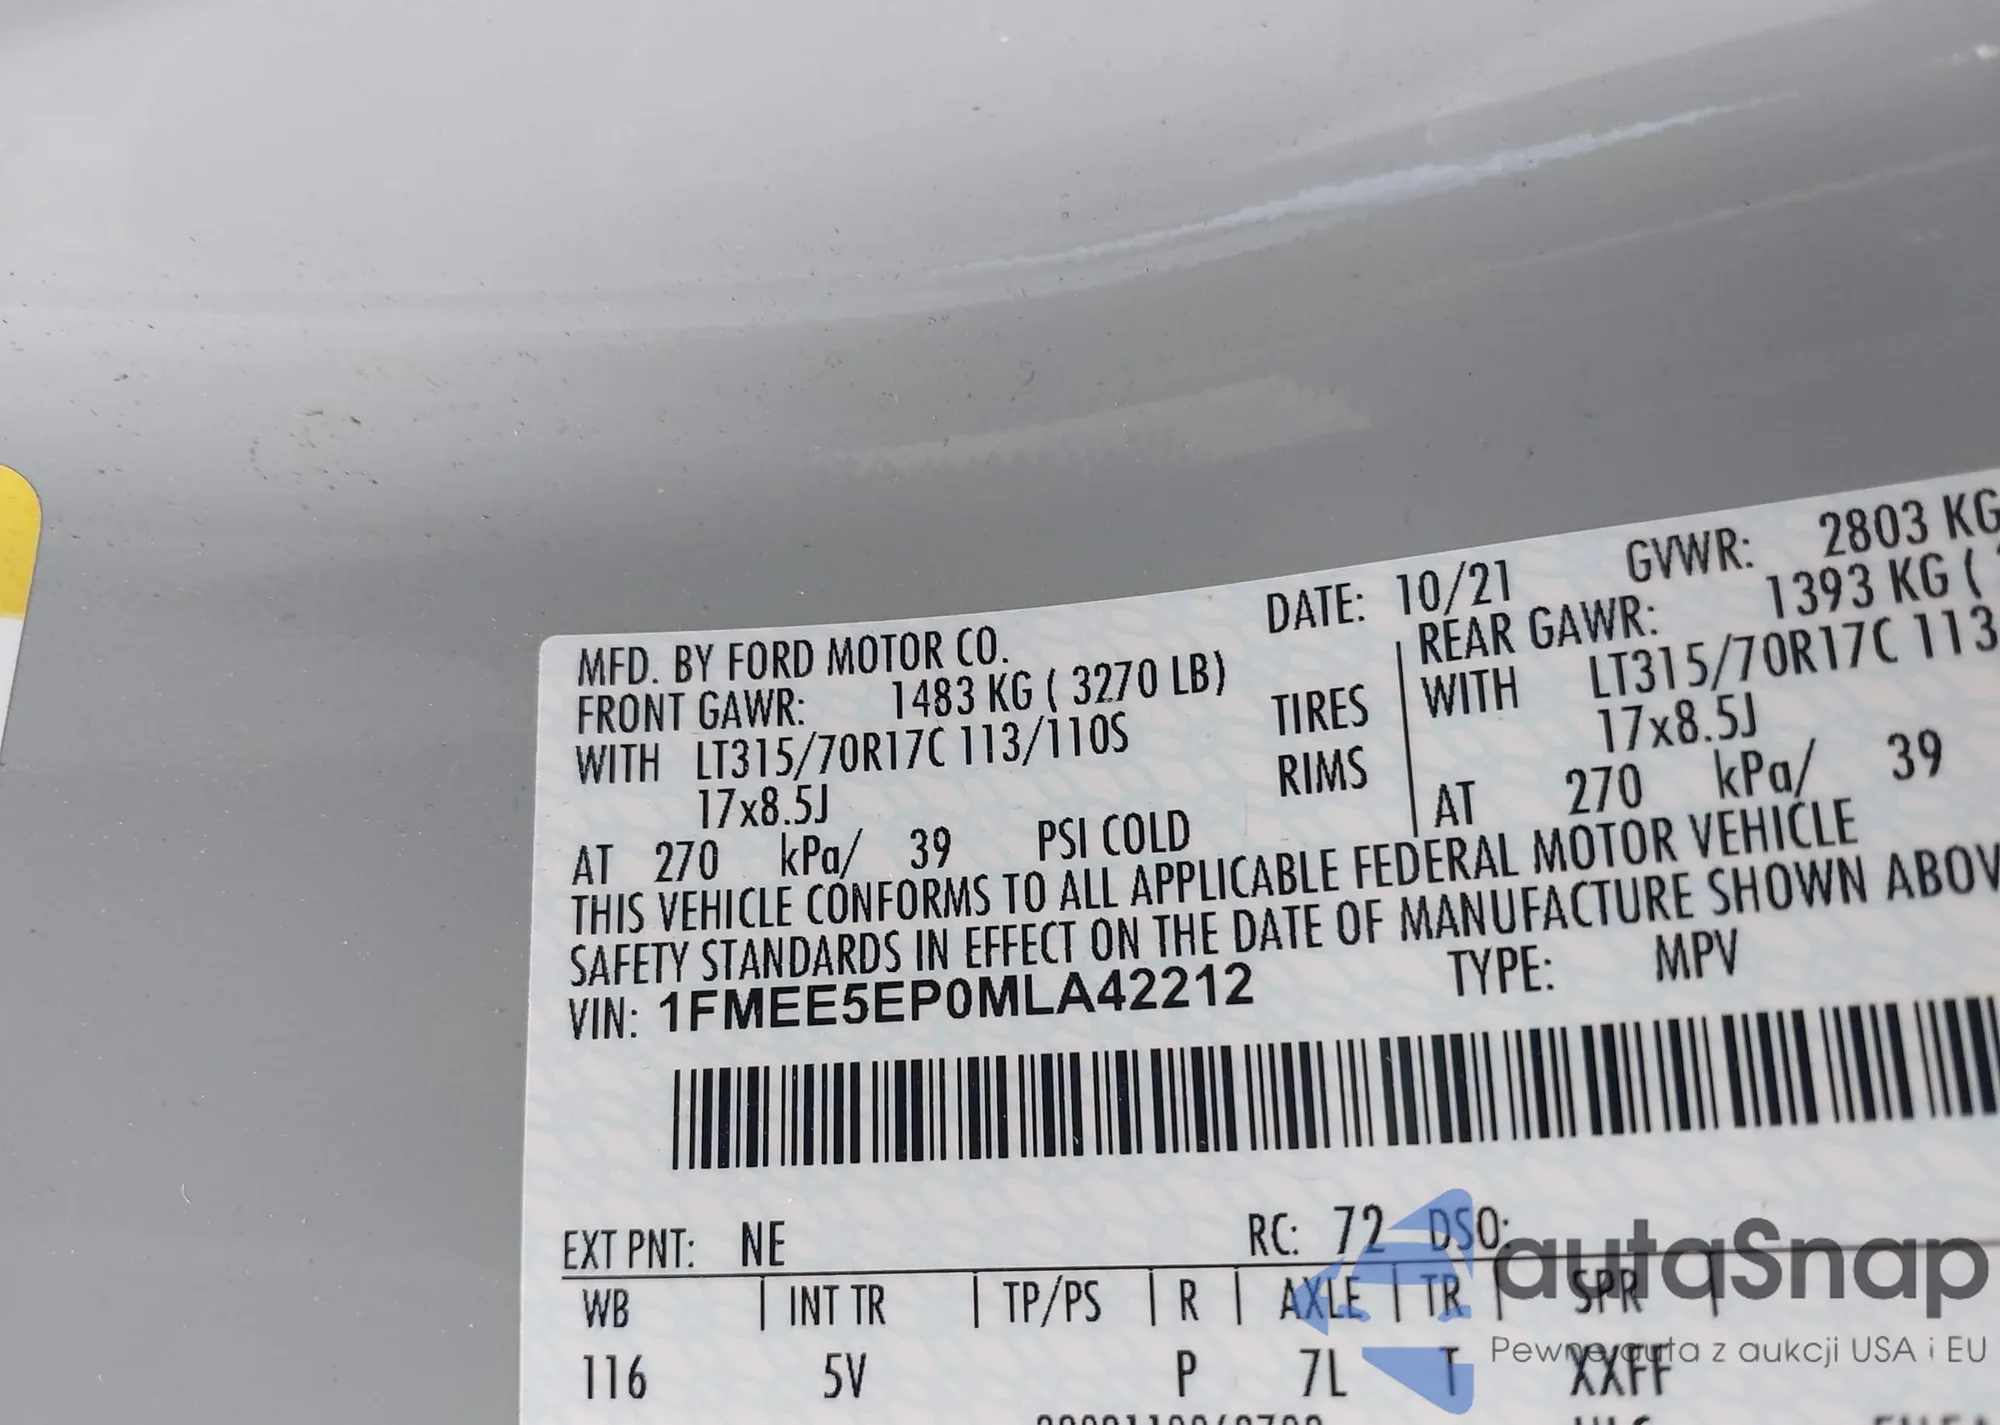 MFD. BY FORD MOTOR CO. DATE: 10/21 GVWR: 2803 KG
FRONT GAWR: 1483 KG ( 3270 LB) REAR GAWR: 1393 KG (
WITH LT315/70R17C 113/110S TIRES WITH LT315/70R17C 113
17x8.5J RIMS 17x8.5J
AT 270 kPa/ 39 PSI COLD AT 270 kPa/ 39
THIS VEHICLE CONFORMS TO ALL APPLICABLE FEDERAL MOTOR VEHICLE
SAFETY STANDARDS IN EFFECT ON THE DATE OF MANUFACTURE SHOWN ABOV
VIN: 1FMEE5EP0MLA42212 TYPE: MPV
EXT PNT: NE RC: 72 DSO:
WB INT TR TP/PS R AXLE TR SPR
116 5V P 7L T XXFF
autaSnap
Pewne auta z aukcji USA i EU